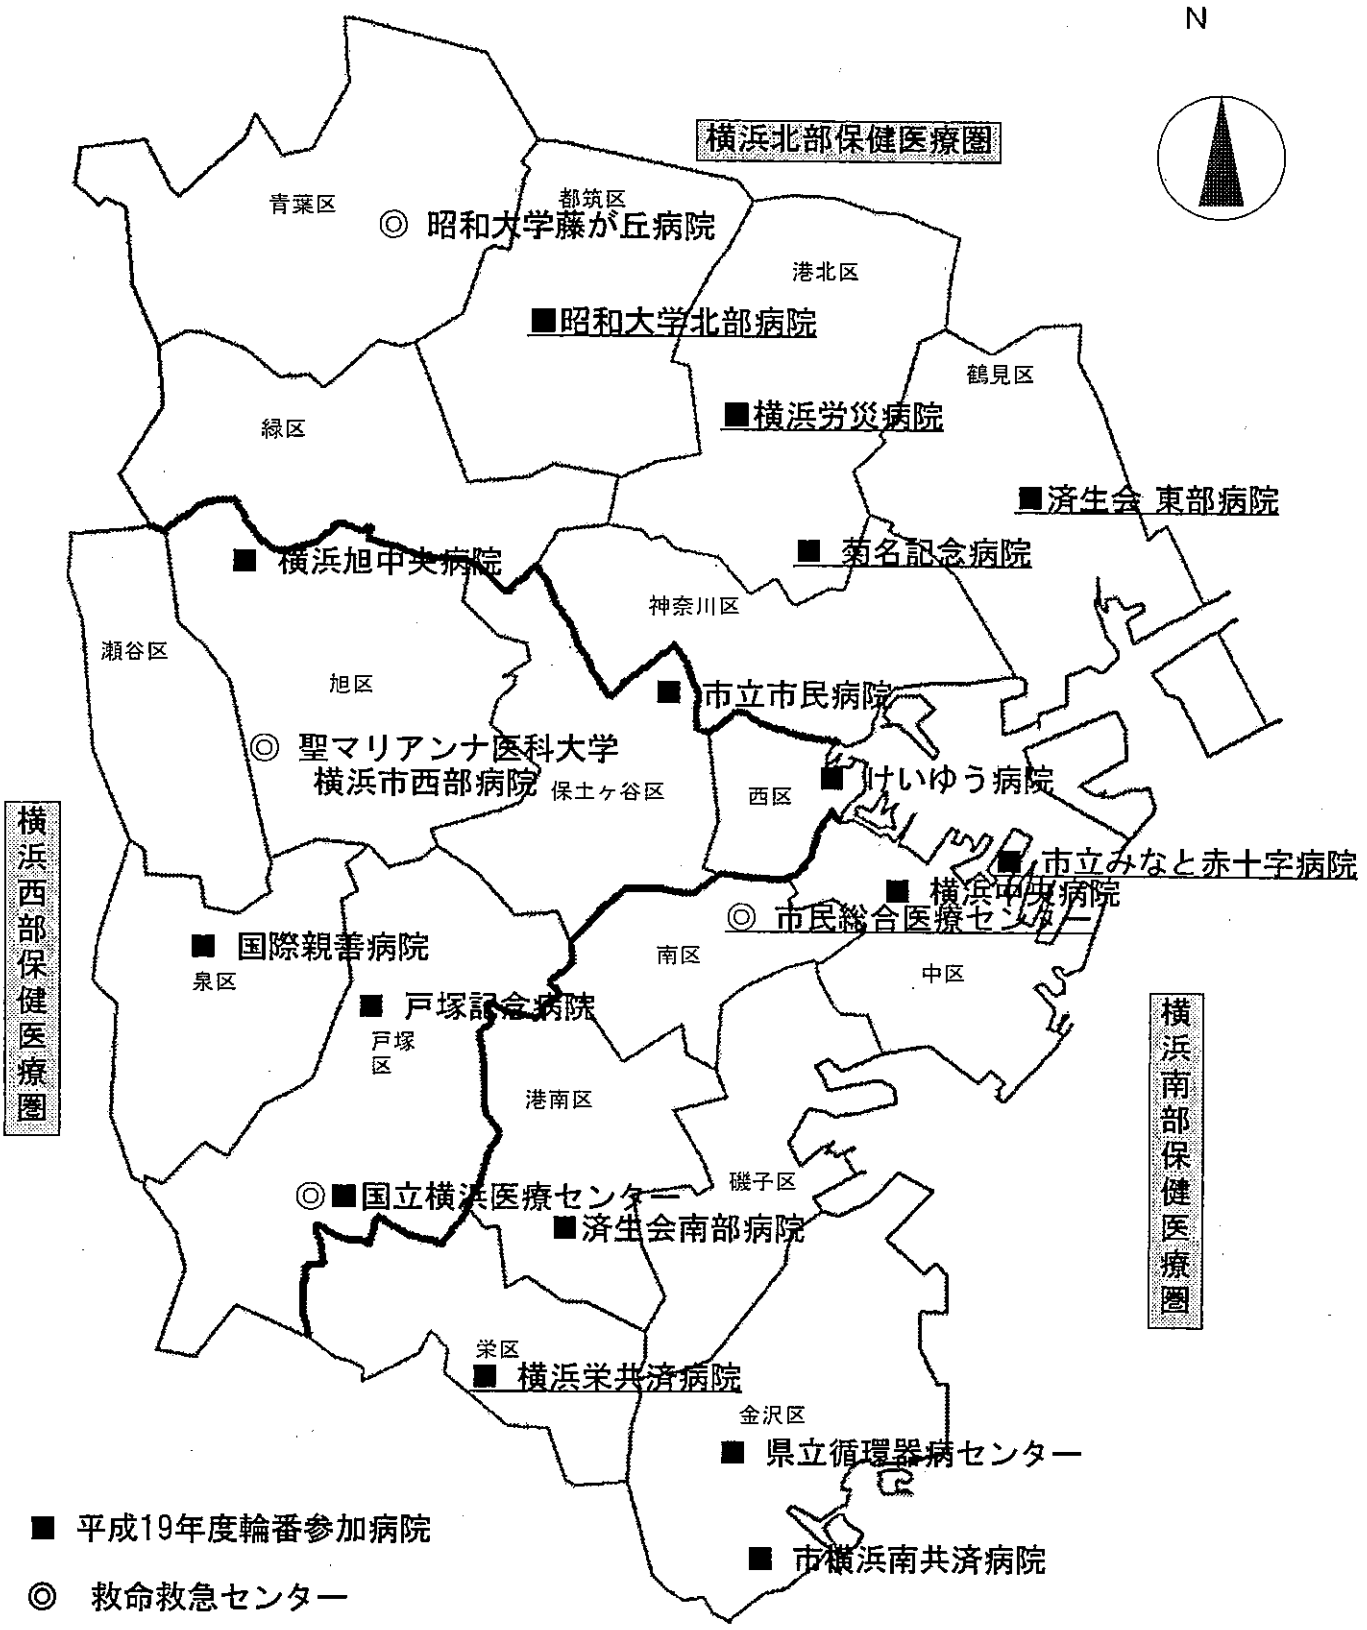 N
横浜北部保健医療圏
青葉区
都筑区
◎ 昭和大学藤が丘病院
港北区
■昭和大学北部病院
鶴見区
■横浜労災病院
緑区
■済生会 東部病院
■ 菊名記念病院
■ 横浜旭中央病院
神奈川区
瀬谷区
旭区
■ 市立市民病院
◎ 聖マリアンナ医科大学
横浜市西部病院
保土ヶ谷区
西区
■ けいゆう病院
横浜西部保健医療圏
■ 市立みなと赤十字病院
■ 横浜中央病院
◎ 市民総合医療センター
■ 国際親善病院
泉区
南区
中区
■ 戸塚記念病院
戸塚
区
横浜南部保健医療圏
港南区
磯子区
◎■国立横浜医療センター
■済生会南部病院
栄区
■ 横浜栄共済病院
金沢区
■ 県立循環器病センター
■ 市横浜南共済病院
■ 平成19年度輪番参加病院
◎ 救命救急センター